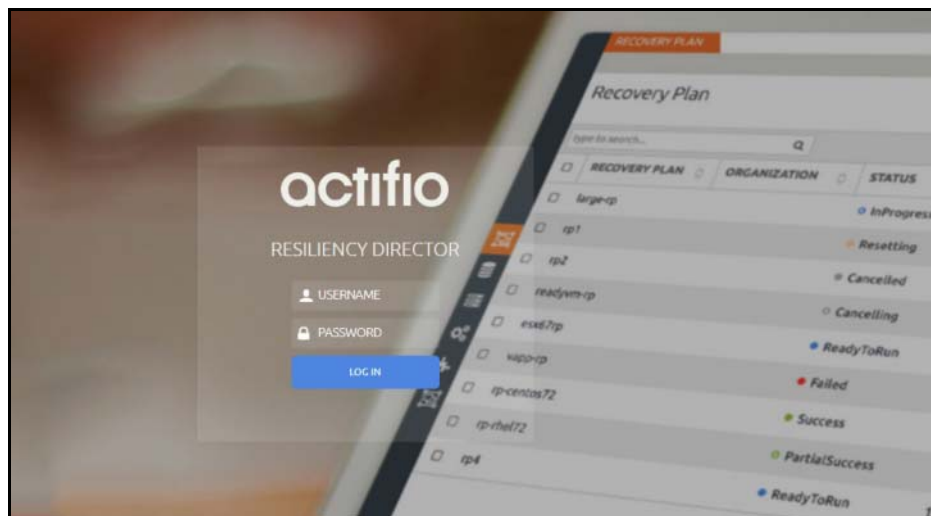 actifio
RESILIENCY DIRECTOR
USERNAME
PASSWORD
LOG IN
RECOVERY PLAN
Recovery Plan
type to search...
RECOVERY PLAN ORGANIZATION STATUS
large-rp InProgress
rp1 Resetting
rp2 Cancelled
readyvm-rp Cancelling
esx67rp ReadyToRun
vapp-rp Failed
rp-centos72 Success
rp-rhel72 PartialSuccess
rp4 ReadyToRun